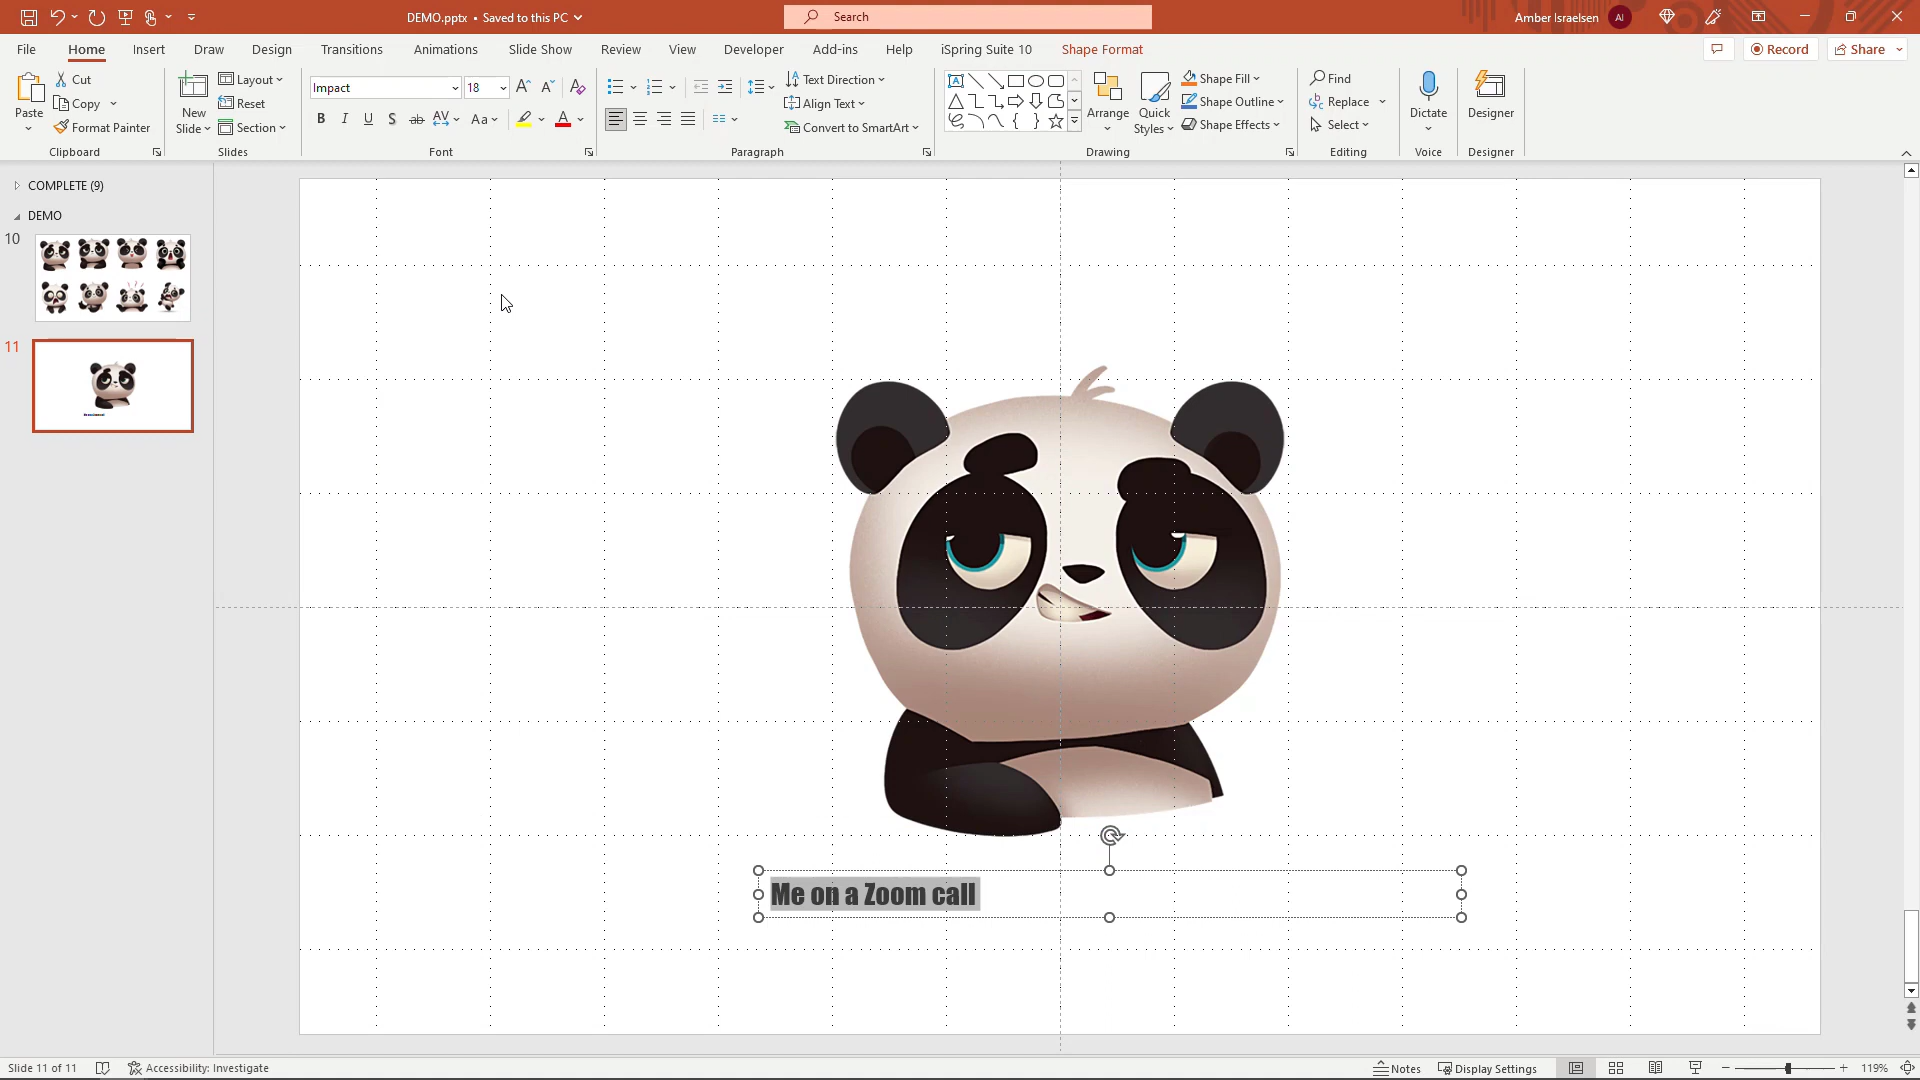 DEMO.pptx • Saved to this PC
Search
Amber Israelsen
AI
File Home Insert Draw Design Transitions Animations Slide Show Review View Developer Add-ins Help iSpring Suite 10 Shape Format
Record
Share
Paste
Cut
Copy
Format Painter
Clipboard
New Slide
Layout
Reset
Section
Slides
Impact
18
B I U S ab AV Aa A
Font
Text Direction
Align Text
Convert to SmartArt
Paragraph
Arrange
Quick Styles
Shape Fill
Shape Outline
Shape Effects
Drawing
Find
Replace
Select
Editing
Dictate
Voice
Designer
Designer
COMPLETE (9)
DEMO
10
11
Me on a Zoom call
Slide 11 of 11
Accessibility: Investigate
Notes
Display Settings
119%